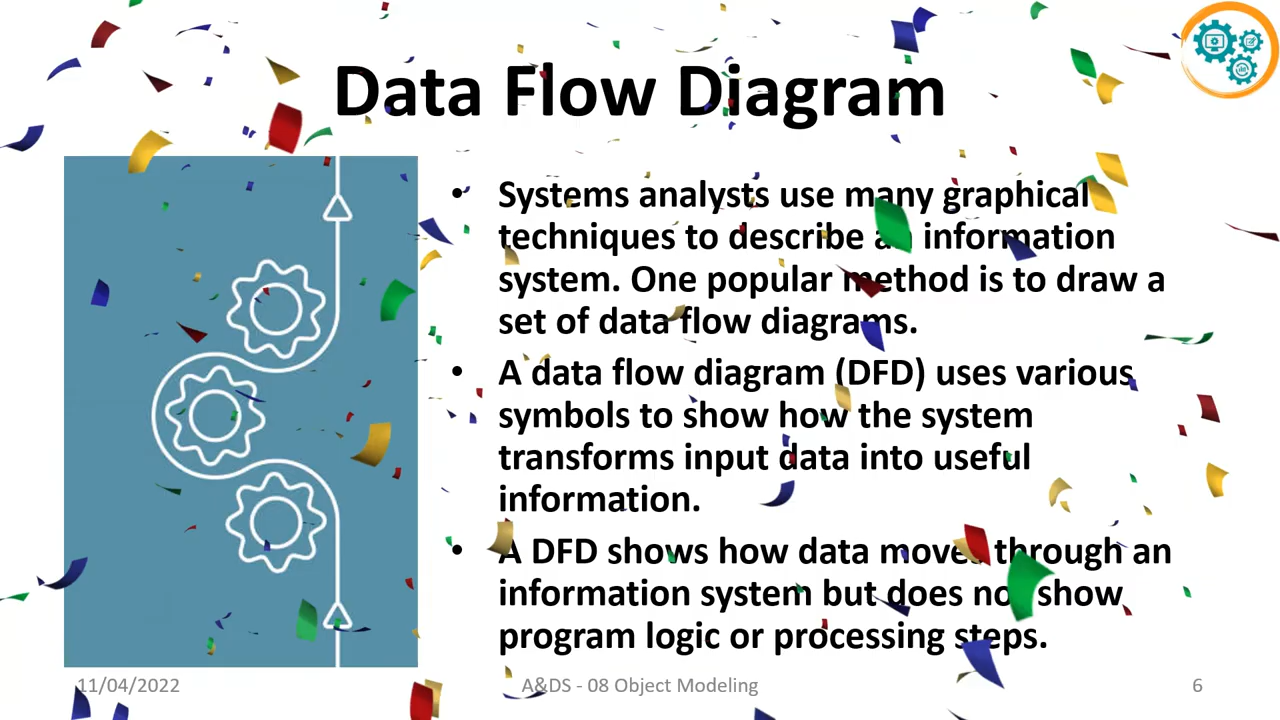 Data Flow Diagram
• Systems analysts use many graphical
techniques to describe an information
system. One popular method is to draw a
set of data flow diagrams.
• A data flow diagram (DFD) uses various
symbols to show how the system
transforms input data into useful
information.
• A DFD shows how data moves through an
information system but does not show
program logic or processing steps.
11/04/2022
A&DS - 08 Object Modeling
6